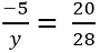 -5/y = 20/28